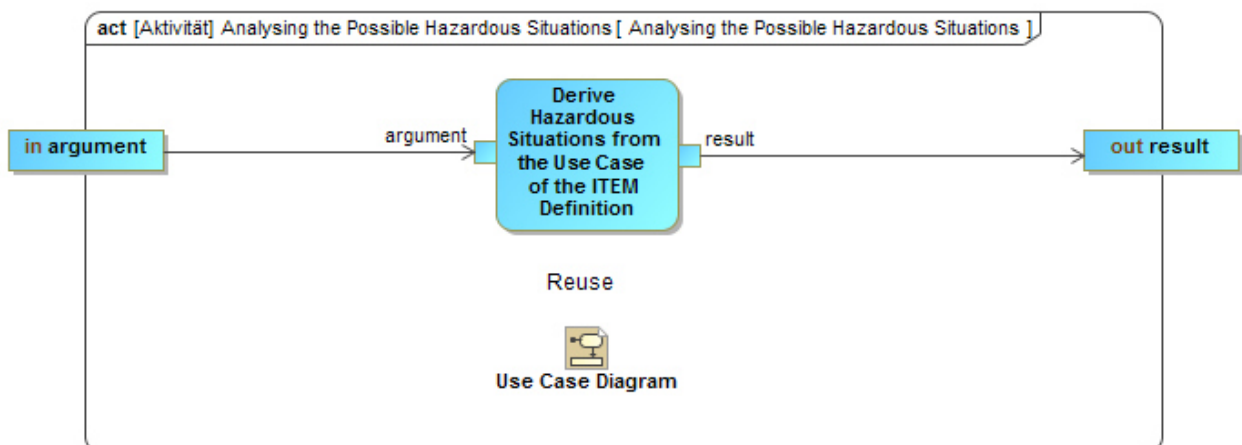 act [Aktivität] Analysing the Possible Hazardous Situations [ Analysing the Possible Hazardous Situations ]
in argument
argument
Derive
Hazardous
Situations from
the Use Case
of the ITEM
Definition
result
out result
Reuse
Use Case Diagram